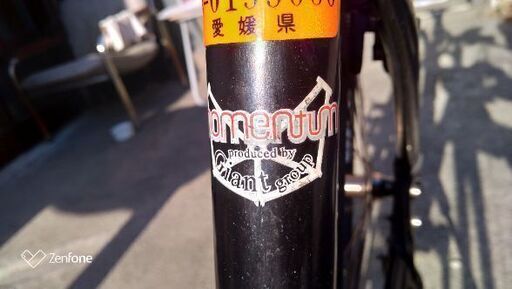 愛媛県
momentum
produced by
Giant group
Zenfone